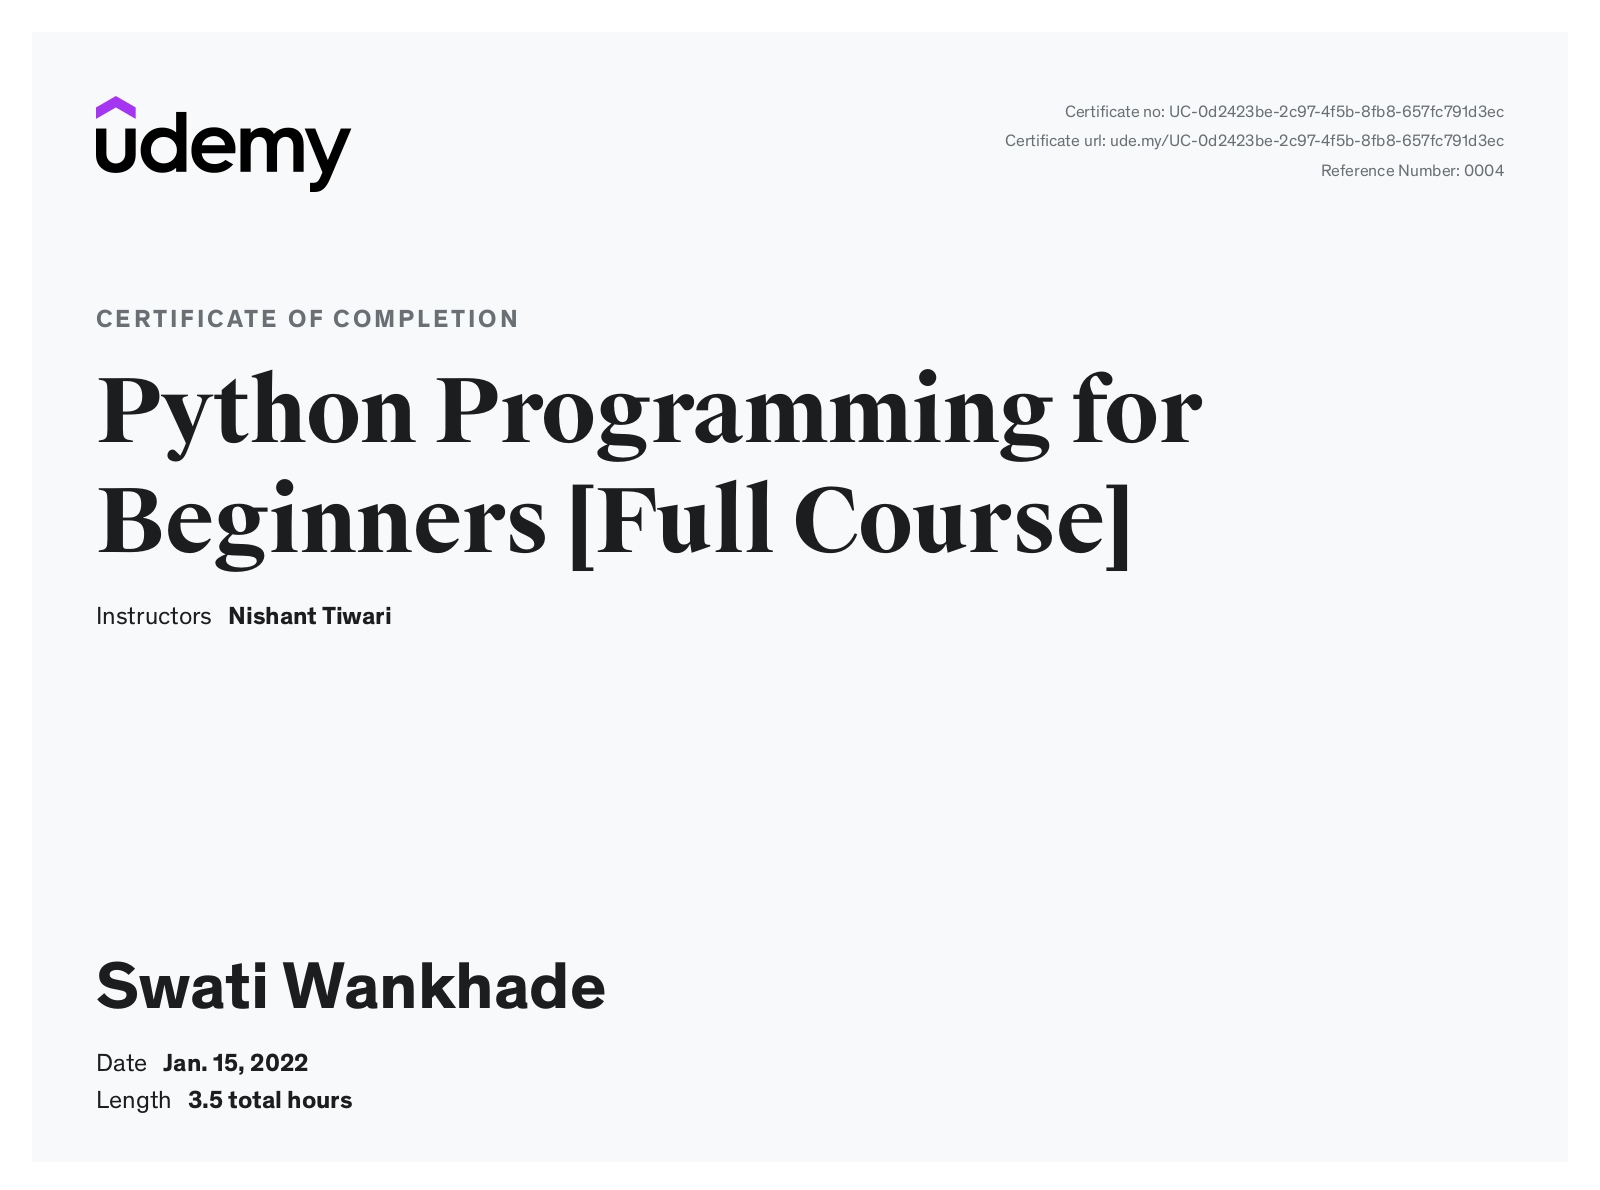 udemy
Certificate no: UC-0d2423be-2c97-4f5b-8fb8-657fc791d3ec
Certificate url: ude.my/UC-0d2423be-2c97-4f5b-8fb8-657fc791d3ec
Reference Number: 0004
CERTIFICATE OF COMPLETION
Python Programming for
Beginners [Full Course]
Instructors Nishant Tiwari
Swati Wankhade
Date Jan. 15, 2022
Length 3.5 total hours